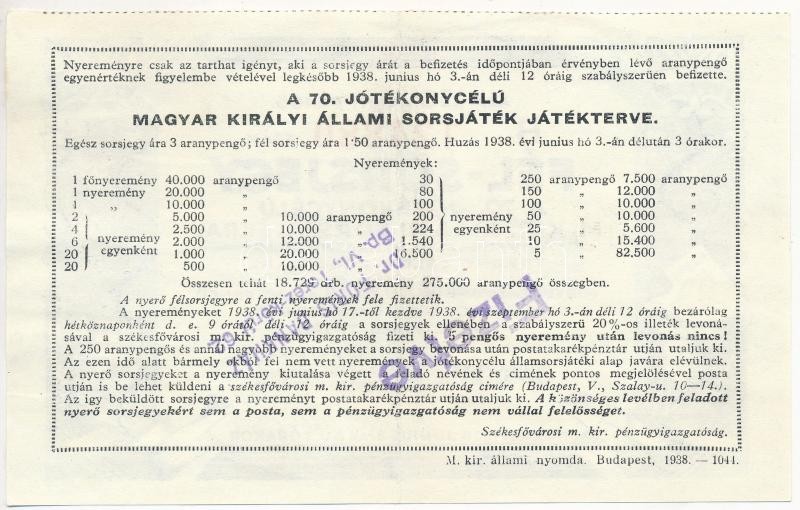 Nyereményre csak az tarthat igényt, aki a sorsjegy árát a befizetés időpontjában érvényben lévő aranypengő
egyenértéknek figyelembe vételével legkésőbb 1938. junius hó 3.-án déli 12 óráig szabályszerüen befizette.
A 70. JÓTÉKONYCÉLÚ
MAGYAR KIRÁLYI ÁLLAMI SORSJÁTÉK JÁTÉKTERVE.
Egész sorsjegy ára 3 aranypengő; fél sorsjegy ára 1·50 aranypengő. Huzás 1938. évi junius hó 3.-án délután 3 órakor.
Nyeremények:
1 főnyeremény 40.000 aranypengő 30 250 aranypengő 7.500 aranypengő
1 nyeremény 20.000 „ 80 150 „ 12.000 „
1 „ 10.000 „ 100 100 „ 10.000 „
2 5.000 „ 10.000 aranypengő 200 nyeremény 50 „ 10.000 „
4 nyeremény 2.500 „ 10.000 „ 224 egyenként 25 „ 5.600 „
6 egyenként 2.000 „ 12.000 „ 1.540 10 „ 15.400 „
20 1.000 „ 20.000 „ 16.500 5 „ 82.500 „
20 500 „ 10.000 „
Összesen tehát 18.729 drb. nyeremény 275.000 aranypengő összegben.
A nyerő félsorsjegyre a fenti nyeremények fele fizettetik.
A nyereményeket 1938. évi junius hó 17.-től kezdve 1938. évi szeptember hó 3.-án déli 12 óráig bezárólag
hétköznaponként d. e. 9 órától déli 12 óráig a sorsjegyek ellenében a szabályszerü 20%-os illeték levoná-
sával a székesfővárosi m. kir. pénzügyigazgatóság fizeti ki. 5 pengős nyeremény után levonás nincs!
A 250 aranypengős és annál nagyobb nyereményeket a sorsjegy bevonása után postatakarékpénztár utján utaljuk ki.
Az ezen idő alatt bármely okból fel nem vett nyeremények a jótékonycélu államsorsjátéki alap javára elévülnek.
A nyerő sorsjegyeket a nyeremény kiutalása végett a feladó nevének és cimének pontos megjelölésével posta
utján is be lehet küldeni a székesfővárosi m. kir. pénzügyigazgatóság cimére (Budapest, V., Szalay-u. 10—14.).
Az igy beküldött sorsjegyre a nyereményt postatakarékpénztár utján utaljuk ki. A közönséges levélben feladott
nyerő sorsjegyekért sem a posta, sem a pénzügyigazgatóság nem vállal felelősséget.
Székesfővárosi m. kir. pénzügyigazgatóság.
M. kir. állami nyomda. Budapest, 1938. — 1044.
Fizetve